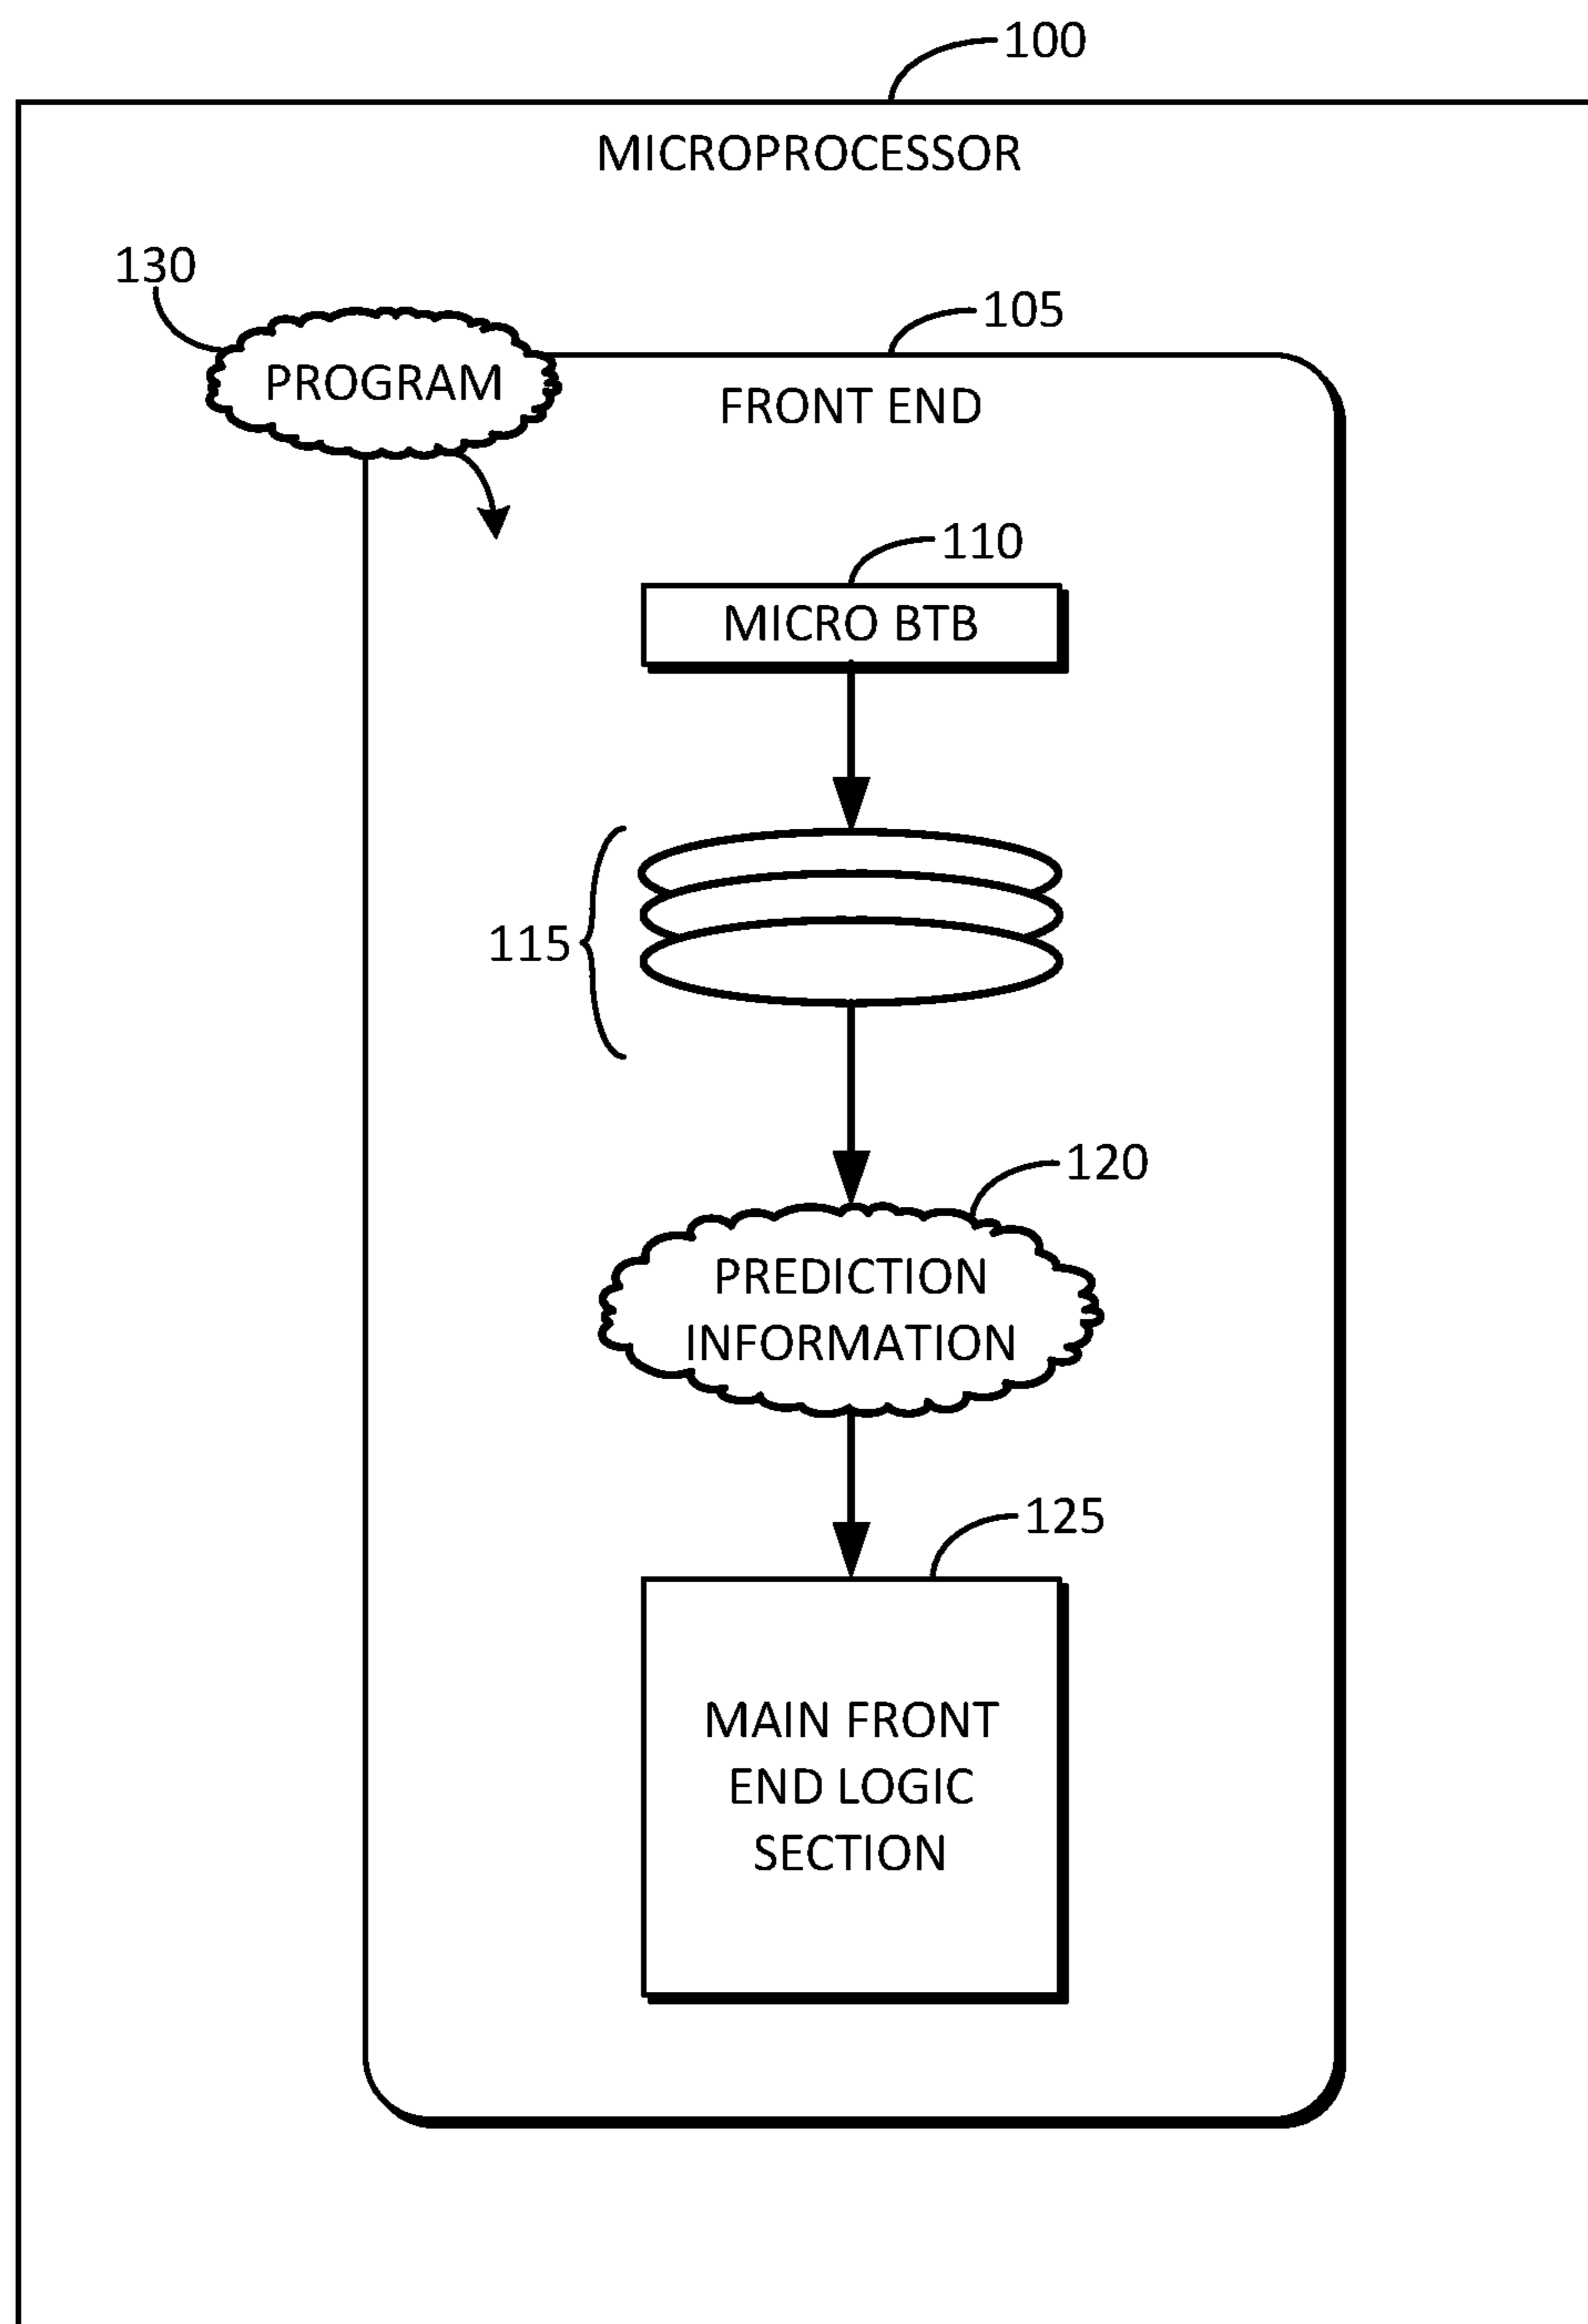 100
MICROPROCESSOR
130
105
PROGRAM
FRONT END
110
MICRO BTB
115
120
PREDICTION
INFORMATION
125
MAIN FRONT
END LOGIC
SECTION